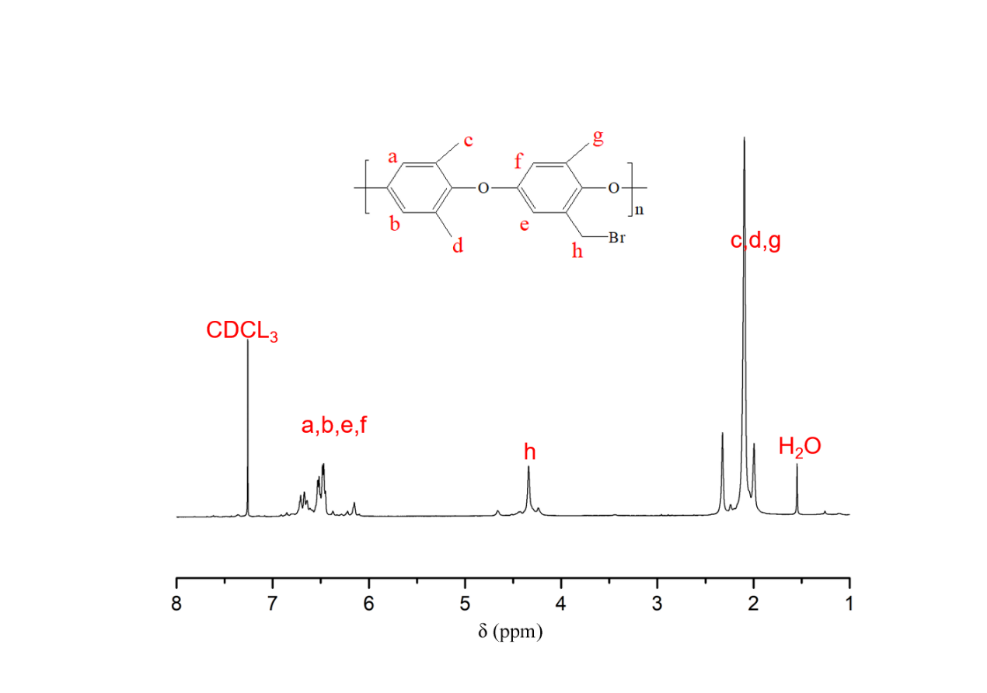 c
g
a
f
O
O
n
b
e
d
h
Br
c,d,g
CDCL₃
a,b,e,f
h
H₂O
8 7 6 5 4 3 2 1
δ (ppm)